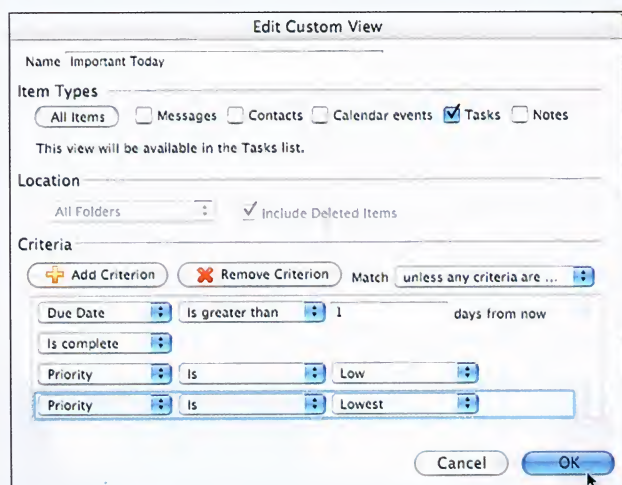 Edit Custom View
Name Important Today
Item Types
All Items Messages Contacts Calendar events Tasks Notes
This view will be available in the Tasks list.
Location
All Folders Include Deleted Items
Criteria
Add Criterion Remove Criterion Match unless any criteria are ...
Due Date Is greater than 1 days from now
Is complete
Priority Is Low
Priority Is Lowest
Cancel OK